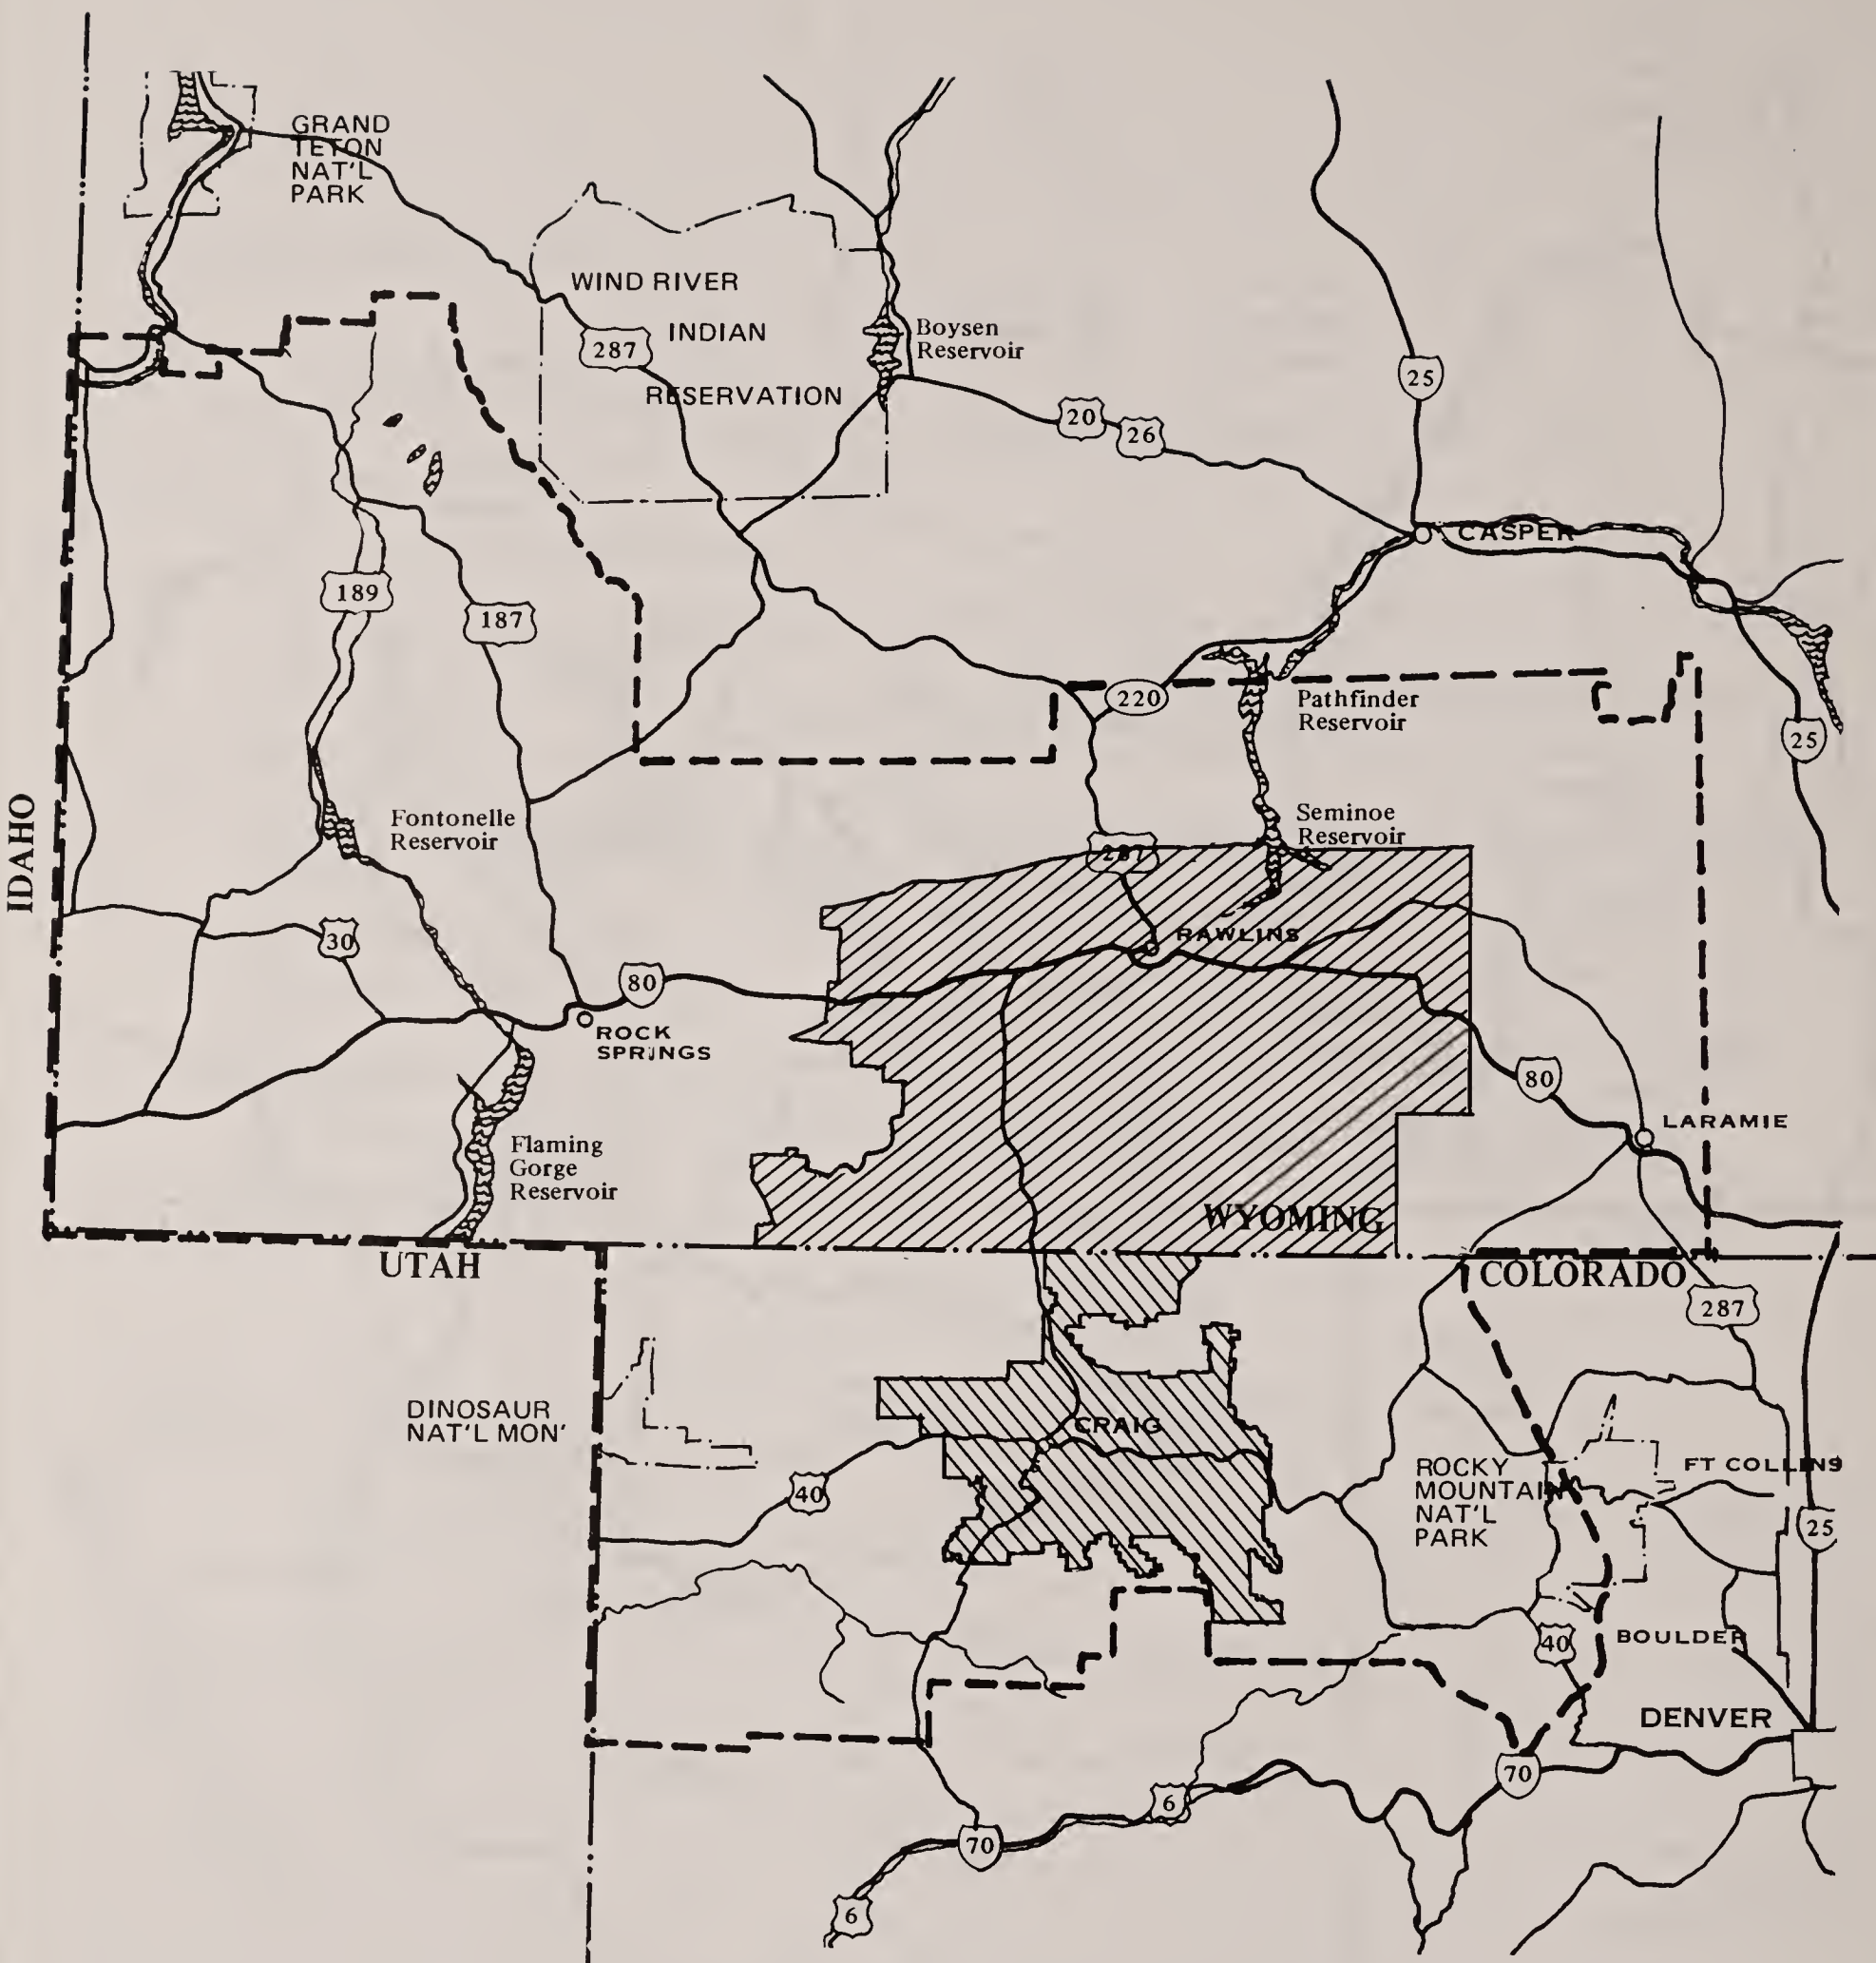 GRAND
TETON
NAT'L
PARK
WIND RIVER
INDIAN
RESERVATION
287
Boysen
Reservoir
20
26
25
CASPER
189
187
220
Pathfinder
Reservoir
25
IDAHO
Fontonelle
Reservoir
Seminoe
Reservoir
287
RAWLINS
30
80
ROCK
SPRINGS
80
LARAMIE
Flaming
Gorge
Reservoir
WYOMING
UTAH
COLORADO
287
DINOSAUR
NAT'L MON'
CRAIG
40
ROCKY
MOUNTAIN
NAT'L
PARK
FT COLLINS
25
40
BOULDER
DENVER
70
6
70
6